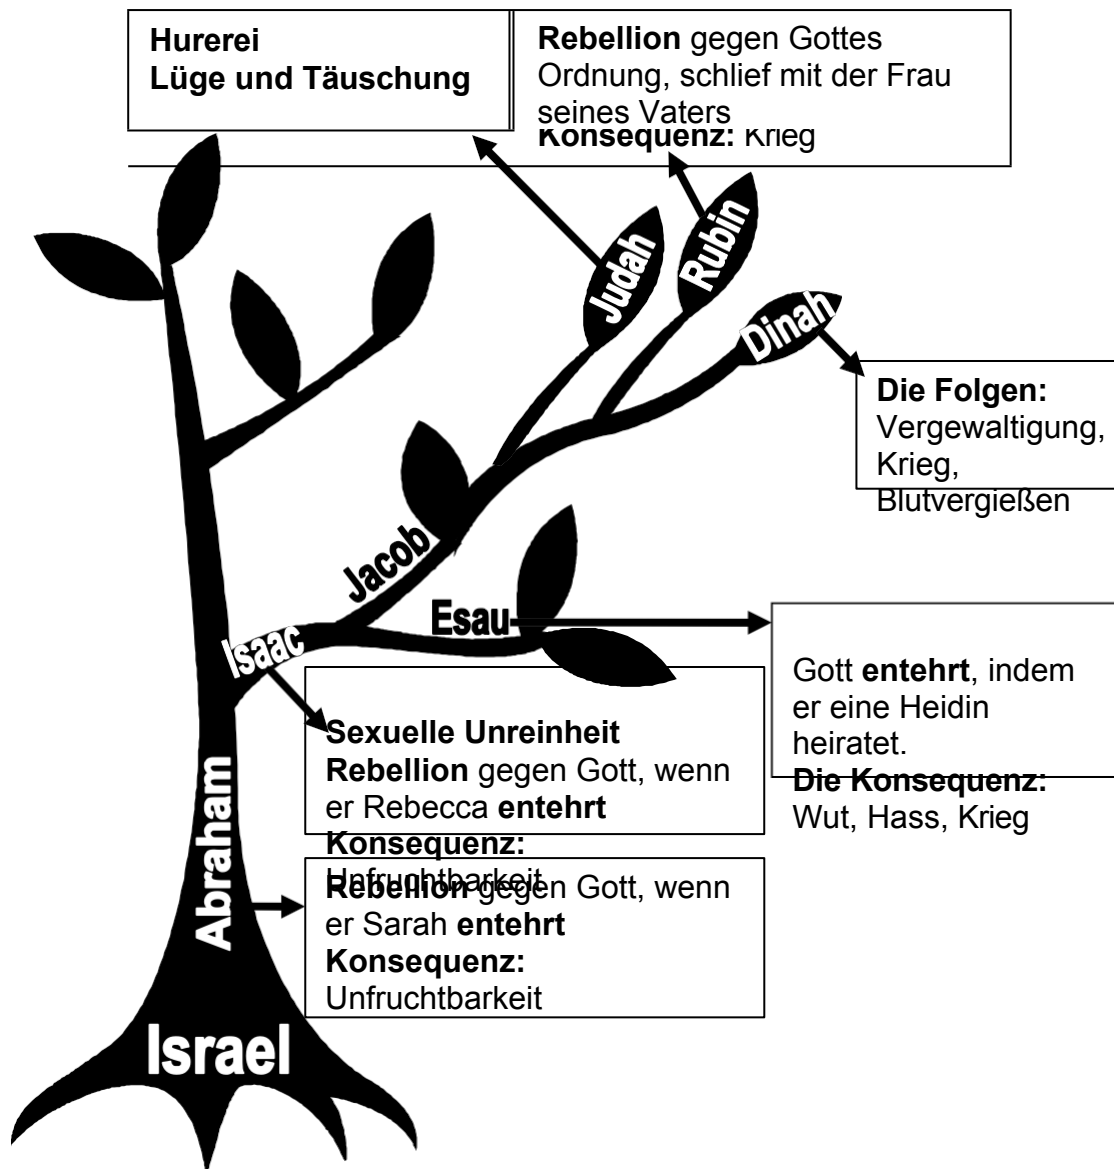 Hurerei
Lüge und Täuschung
Rebellion gegen Gottes
Ordnung, schlief mit der Frau
seines Vaters
Konsequenz: Krieg
Judah
Rubin
Dinah
Die Folgen:
Vergewaltigung,
Krieg,
Blutvergießen
Jacob
Esau
Gott entehrt, indem
er eine Heidin
heiratet.
Die Konsequenz:
Wut, Hass, Krieg
Isaac
Sexuelle Unreinheit
Rebellion gegen Gott, wenn
er Rebecca entehrt
Konsequenz:
Unfruchtbarkeit
Abraham
Rebellion gegen Gott, wenn
er Sarah entehrt
Konsequenz:
Unfruchtbarkeit
Israel